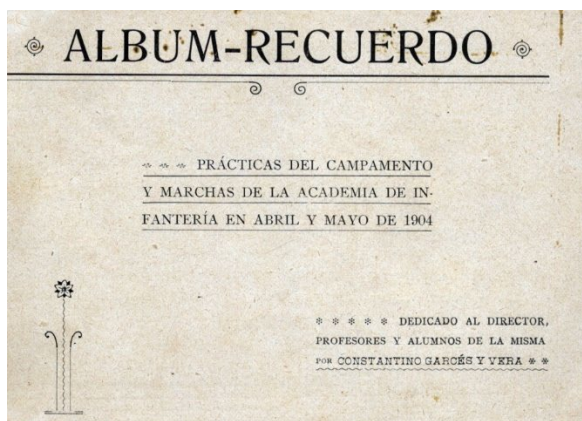 ALBUM-RECUERDO
PRÁCTICAS DEL CAMPAMENTO
Y MARCHAS DE LA ACADEMIA DE IN-
FANTERÍA EN ABRIL Y MAYO DE 1904
DEDICADO AL DIRECTOR,
PROFESORES Y ALUMNOS DE LA MISMA
POR CONSTANTINO GARCÉS Y VERA